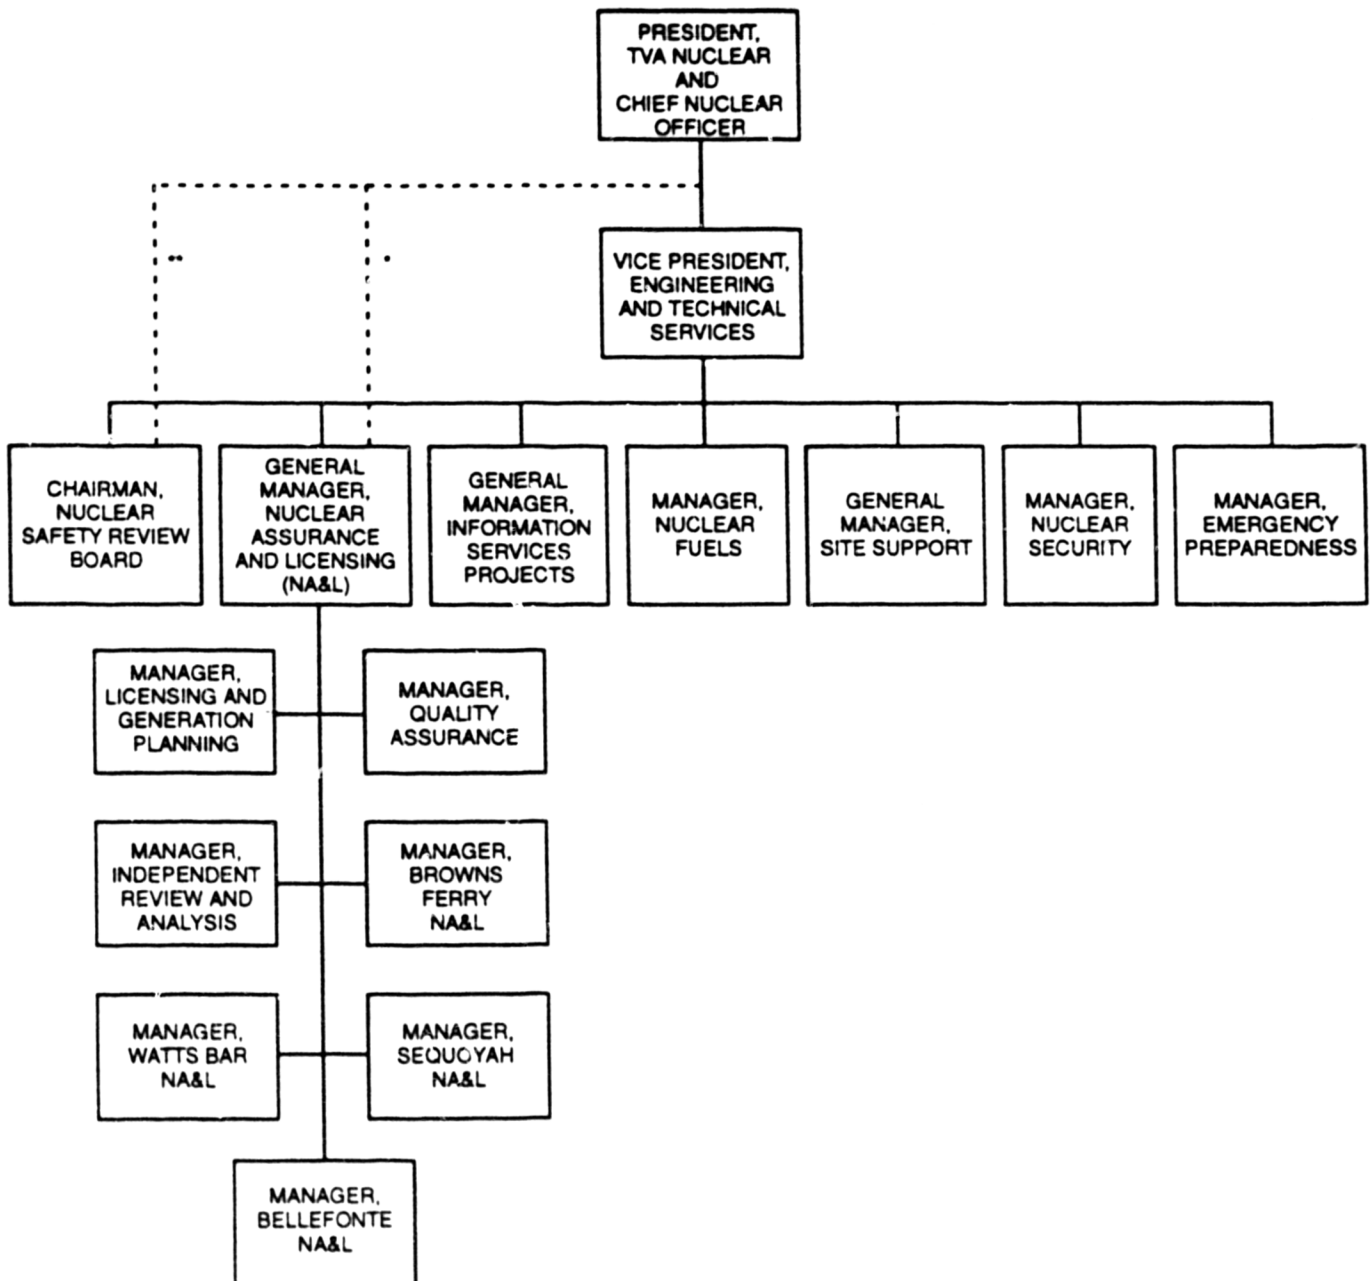 PRESIDENT,
TVA NUCLEAR
AND
CHIEF NUCLEAR
OFFICER
**
*
VICE PRESIDENT,
ENGINEERING
AND TECHNICAL
SERVICES
CHAIRMAN,
NUCLEAR
SAFETY REVIEW
BOARD
GENERAL
MANAGER,
NUCLEAR
ASSURANCE
AND LICENSING
(NA&L)
GENERAL
MANAGER,
INFORMATION
SERVICES
PROJECTS
MANAGER,
NUCLEAR
FUELS
GENERAL
MANAGER,
SITE SUPPORT
MANAGER,
NUCLEAR
SECURITY
MANAGER,
EMERGENCY
PREPAREDNESS
MANAGER,
LICENSING AND
GENERATION
PLANNING
MANAGER,
QUALITY
ASSURANCE
MANAGER,
INDEPENDENT
REVIEW AND
ANALYSIS
MANAGER,
BROWNS
FERRY
NA&L
MANAGER,
WATTS BAR
NA&L
MANAGER,
SEQUOYAH
NA&L
MANAGER,
BELLEFONTE
NA&L